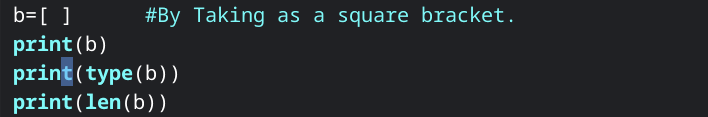 b=[ ]      #By Taking as a square bracket.
print(b)
print(type(b))
print(len(b))